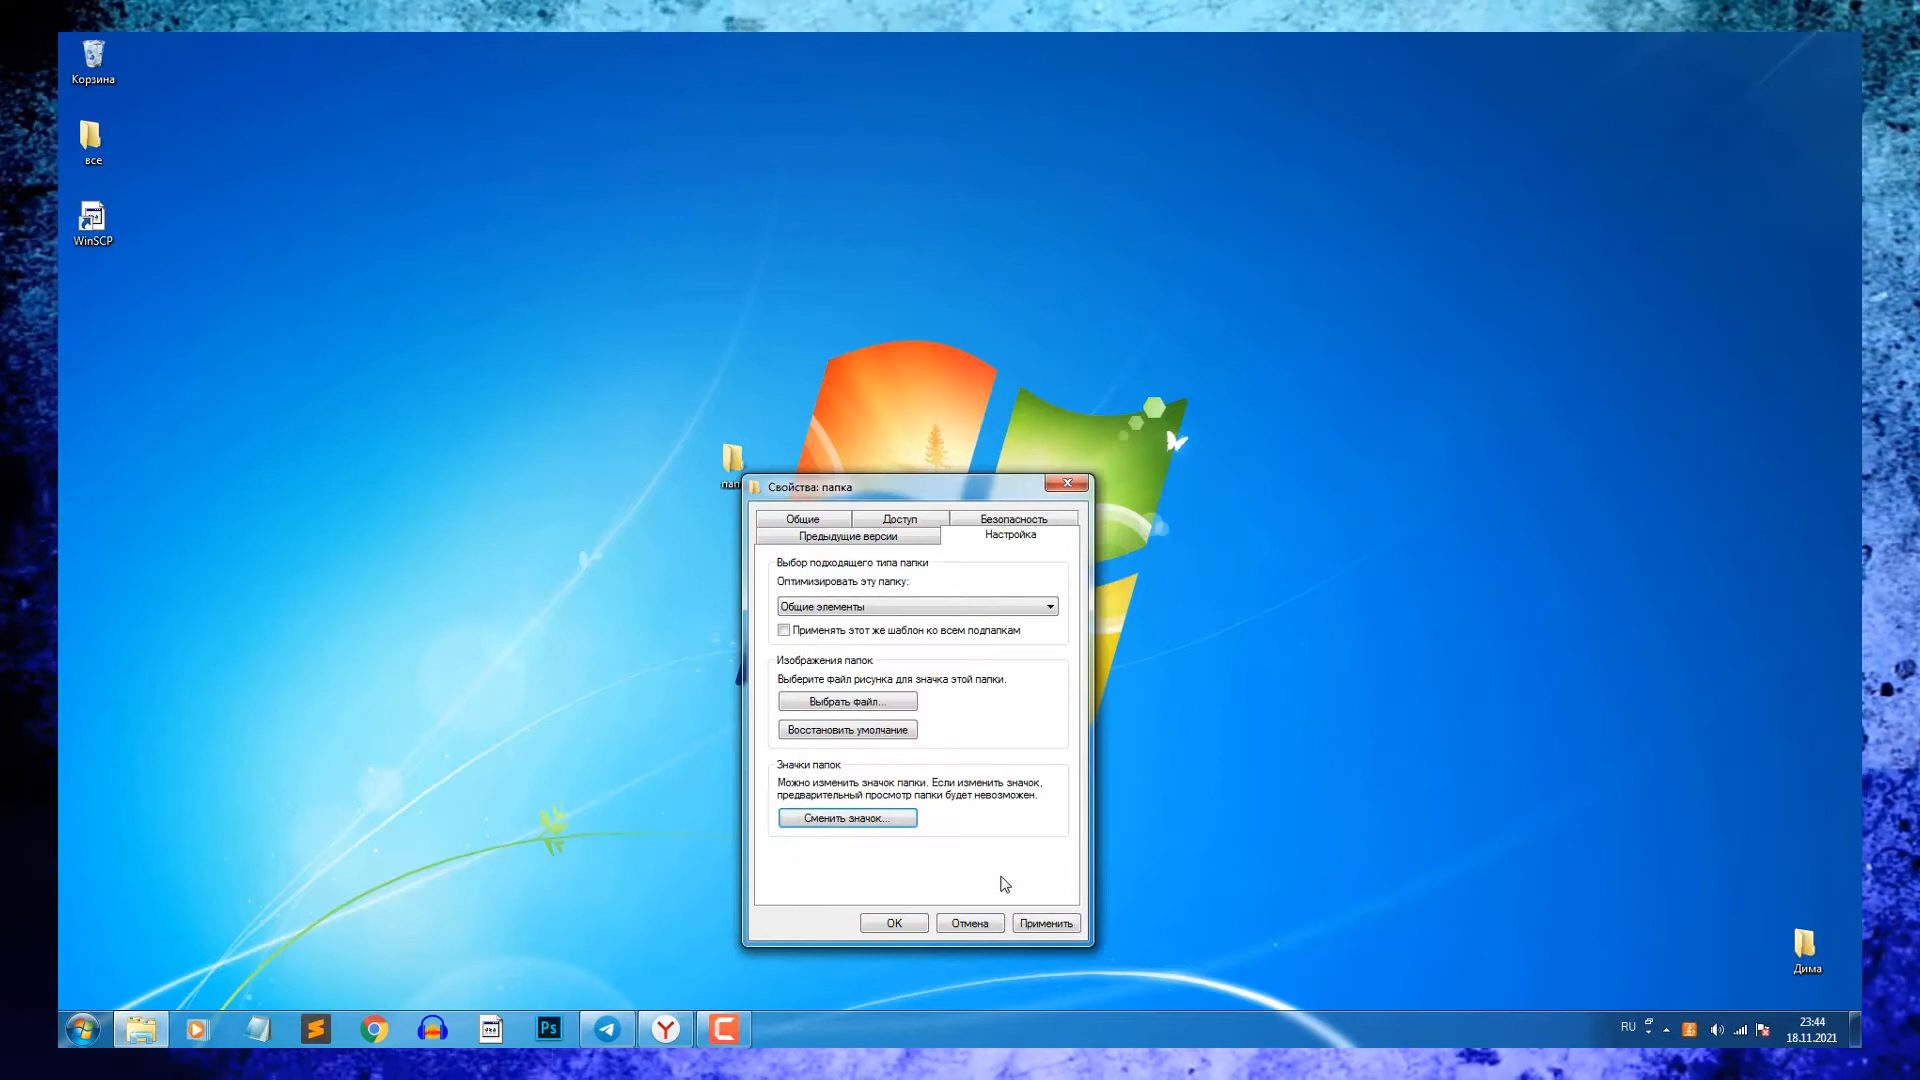 Корзина
все
WinSCP
Свойства: папка
Общие
Доступ
Безопасность
Предыдущие версии
Настройка
Выбор подходящего типа папки
Оптимизировать эту папку:
Общие элементы
Применять этот же шаблон ко всем подпапкам
Изображения папок
Выберите файл рисунка для значка этой папки.
Выбрать файл...
Восстановить умолчание
Значки папок
Можно изменить значок папки. Если изменить значок,
предварительный просмотр папки будет невозможен.
Сменить значок...
OK
Отмена
Применить
Дима
Ps
RU
23:44
18.11.2021